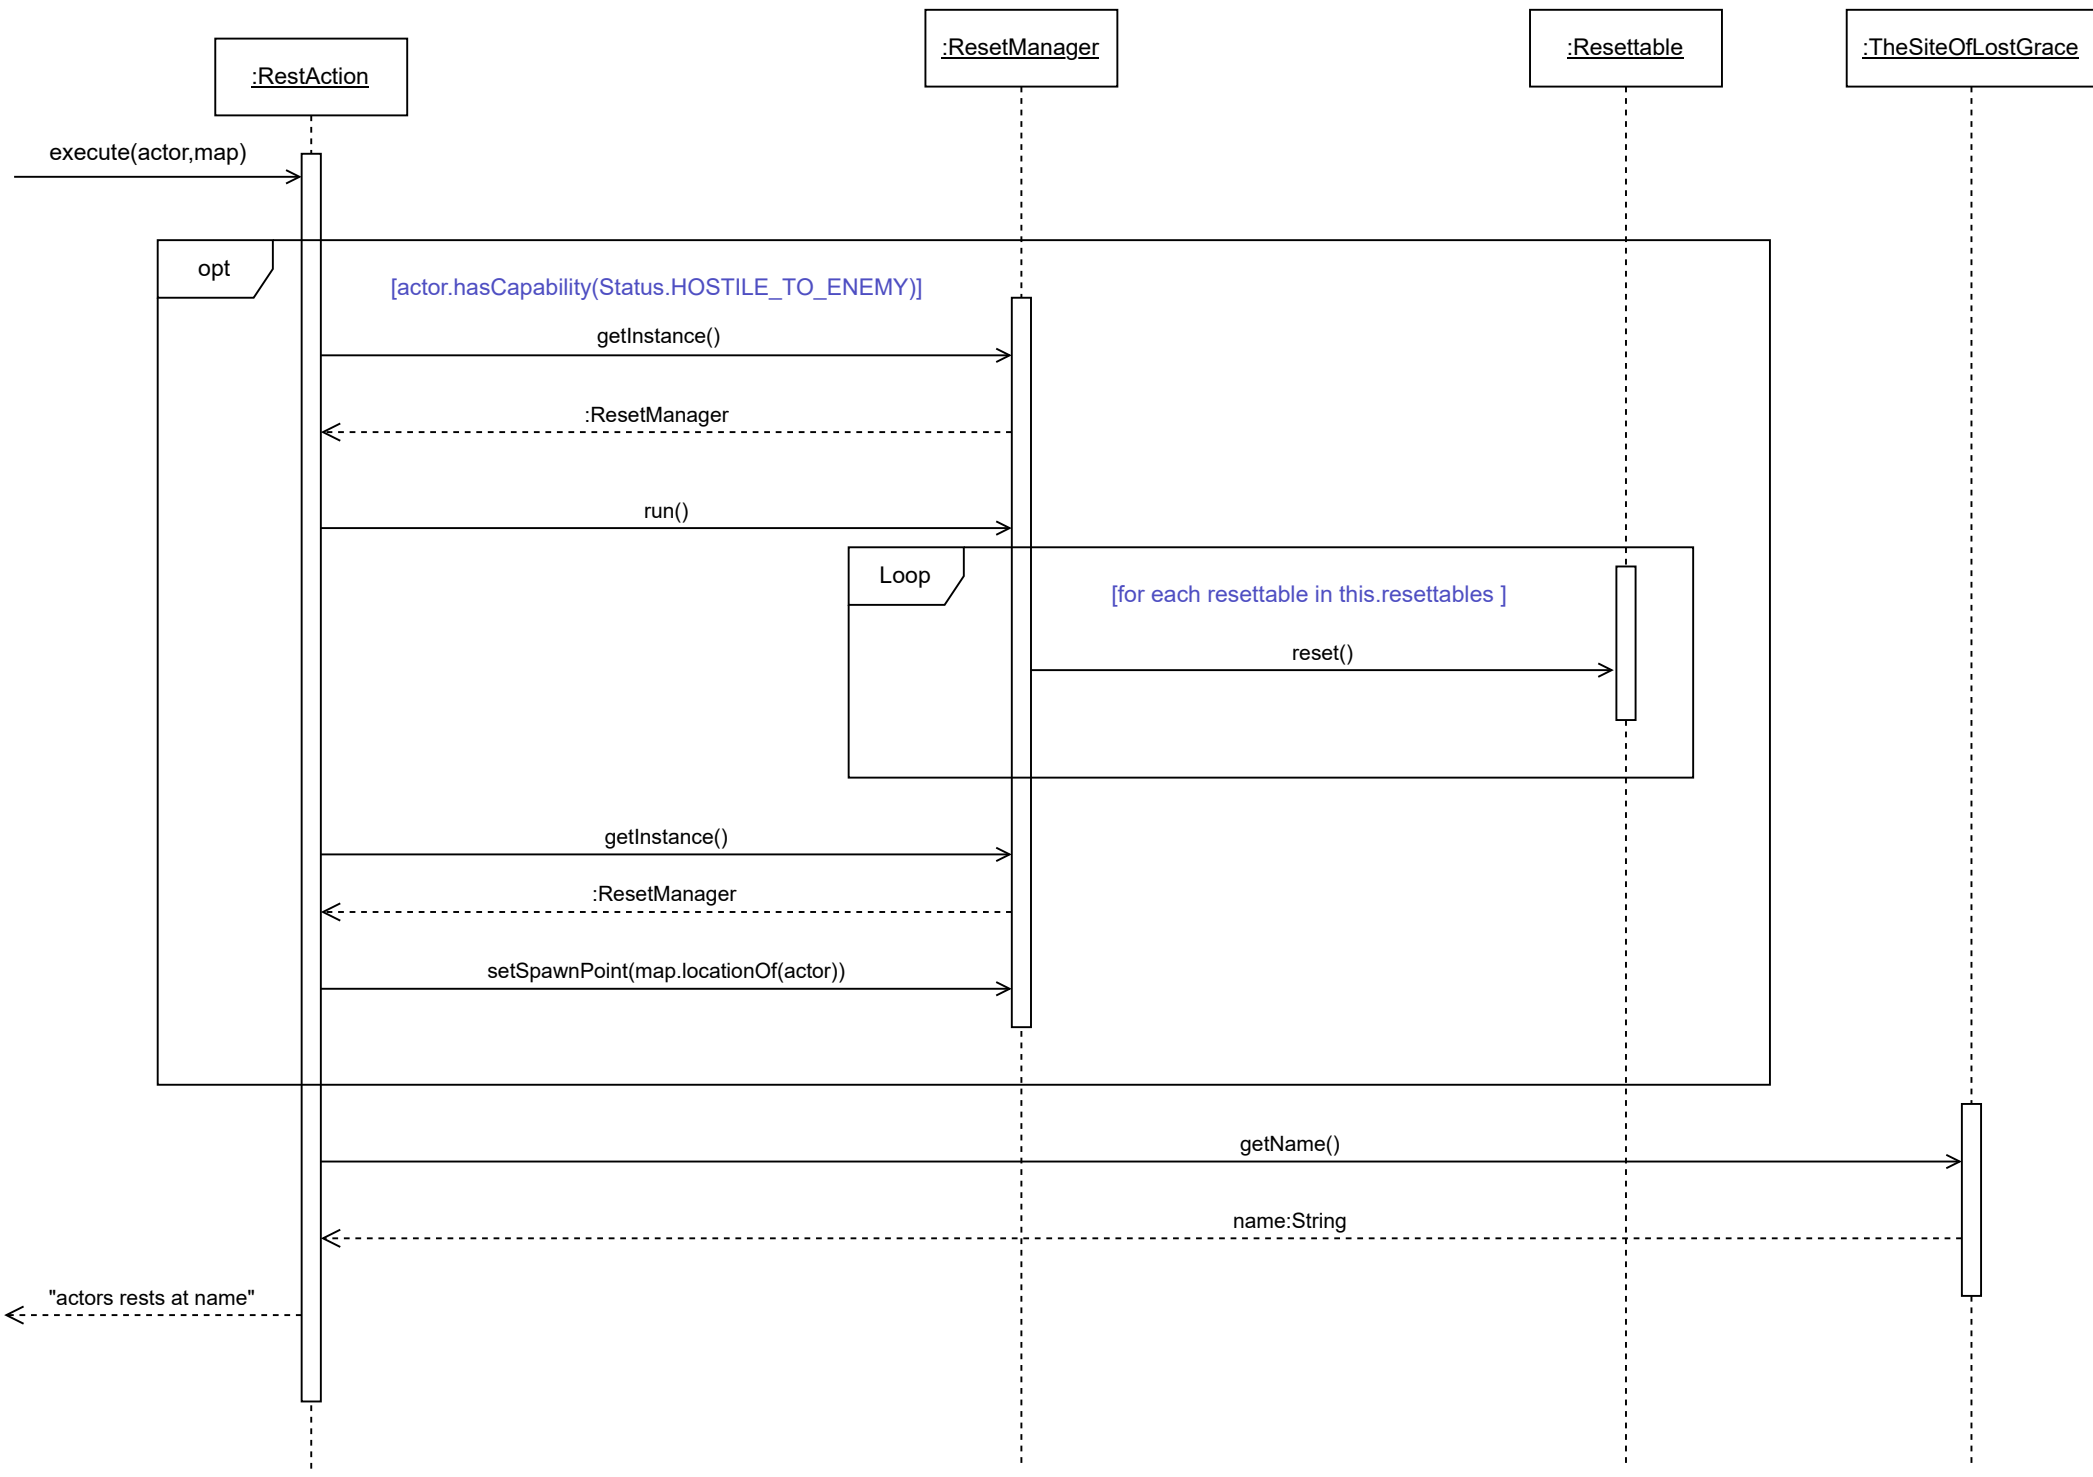 :ResetManager
:Resettable
:TheSiteOfLostGrace
:RestAction
execute(actor,map)
opt
[actor.hasCapability(Status.HOSTILE_TO_ENEMY)]
getInstance()
:ResetManager
run()
Loop
[for each resettable in this.resettables ]
reset()
getInstance()
:ResetManager
setSpawnPoint(map.locationOf(actor))
getName()
name:String
"actors rests at name"